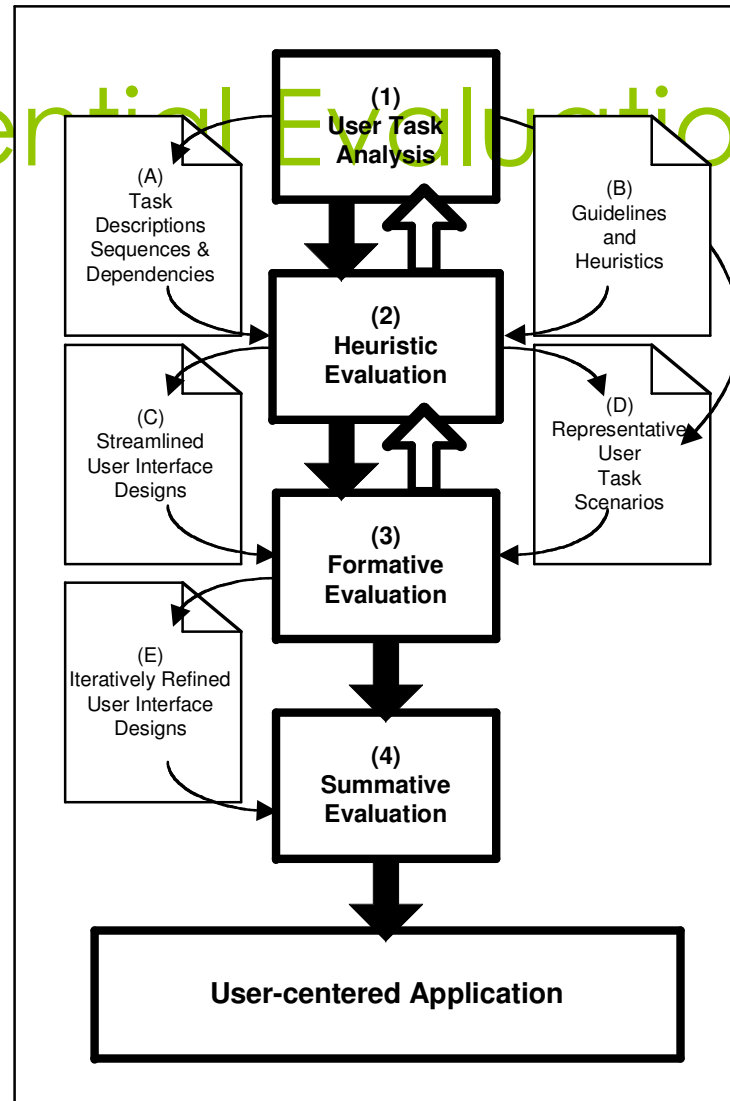 ential Evaluatio
(1)
User Task
Analysis
(A)
Task
Descriptions
Sequences &
Dependencies
(B)
Guidelines
and
Heuristics
(2)
Heuristic
Evaluation
(C)
Streamlined
User Interface
Designs
(D)
Representative
User
Task
Scenarios
(3)
Formative
Evaluation
(E)
Iteratively Refined
User Interface
Designs
(4)
Summative
Evaluation
User-centered Application